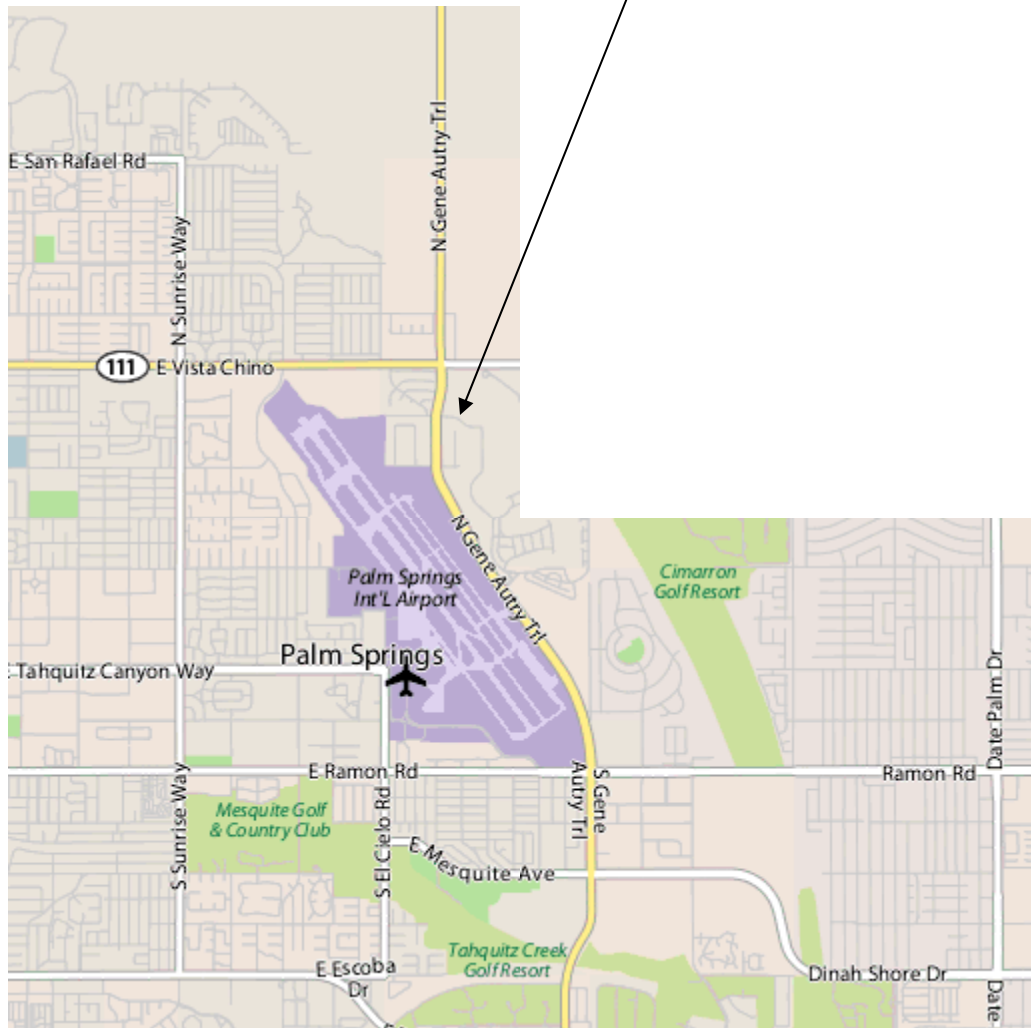 N Gene Autry Trl
E San Rafael Rd
N Sunrise Way
111
E Vista Chino
N Gene Autry Trl
Palm Springs
Int'L Airport
Cimarron
Golf Resort
Palm Springs
Tahquitz Canyon Way
Date Palm Dr
E Ramon Rd
Ramon Rd
S Gene
Autry Trl
S Sunrise Way
Mesquite Golf
& Country Club
S El Cielo Rd
E Mesquite Ave
Tahquitz Creek
Golf Resort
E Escoba
Dr
Dinah Shore Dr
Date